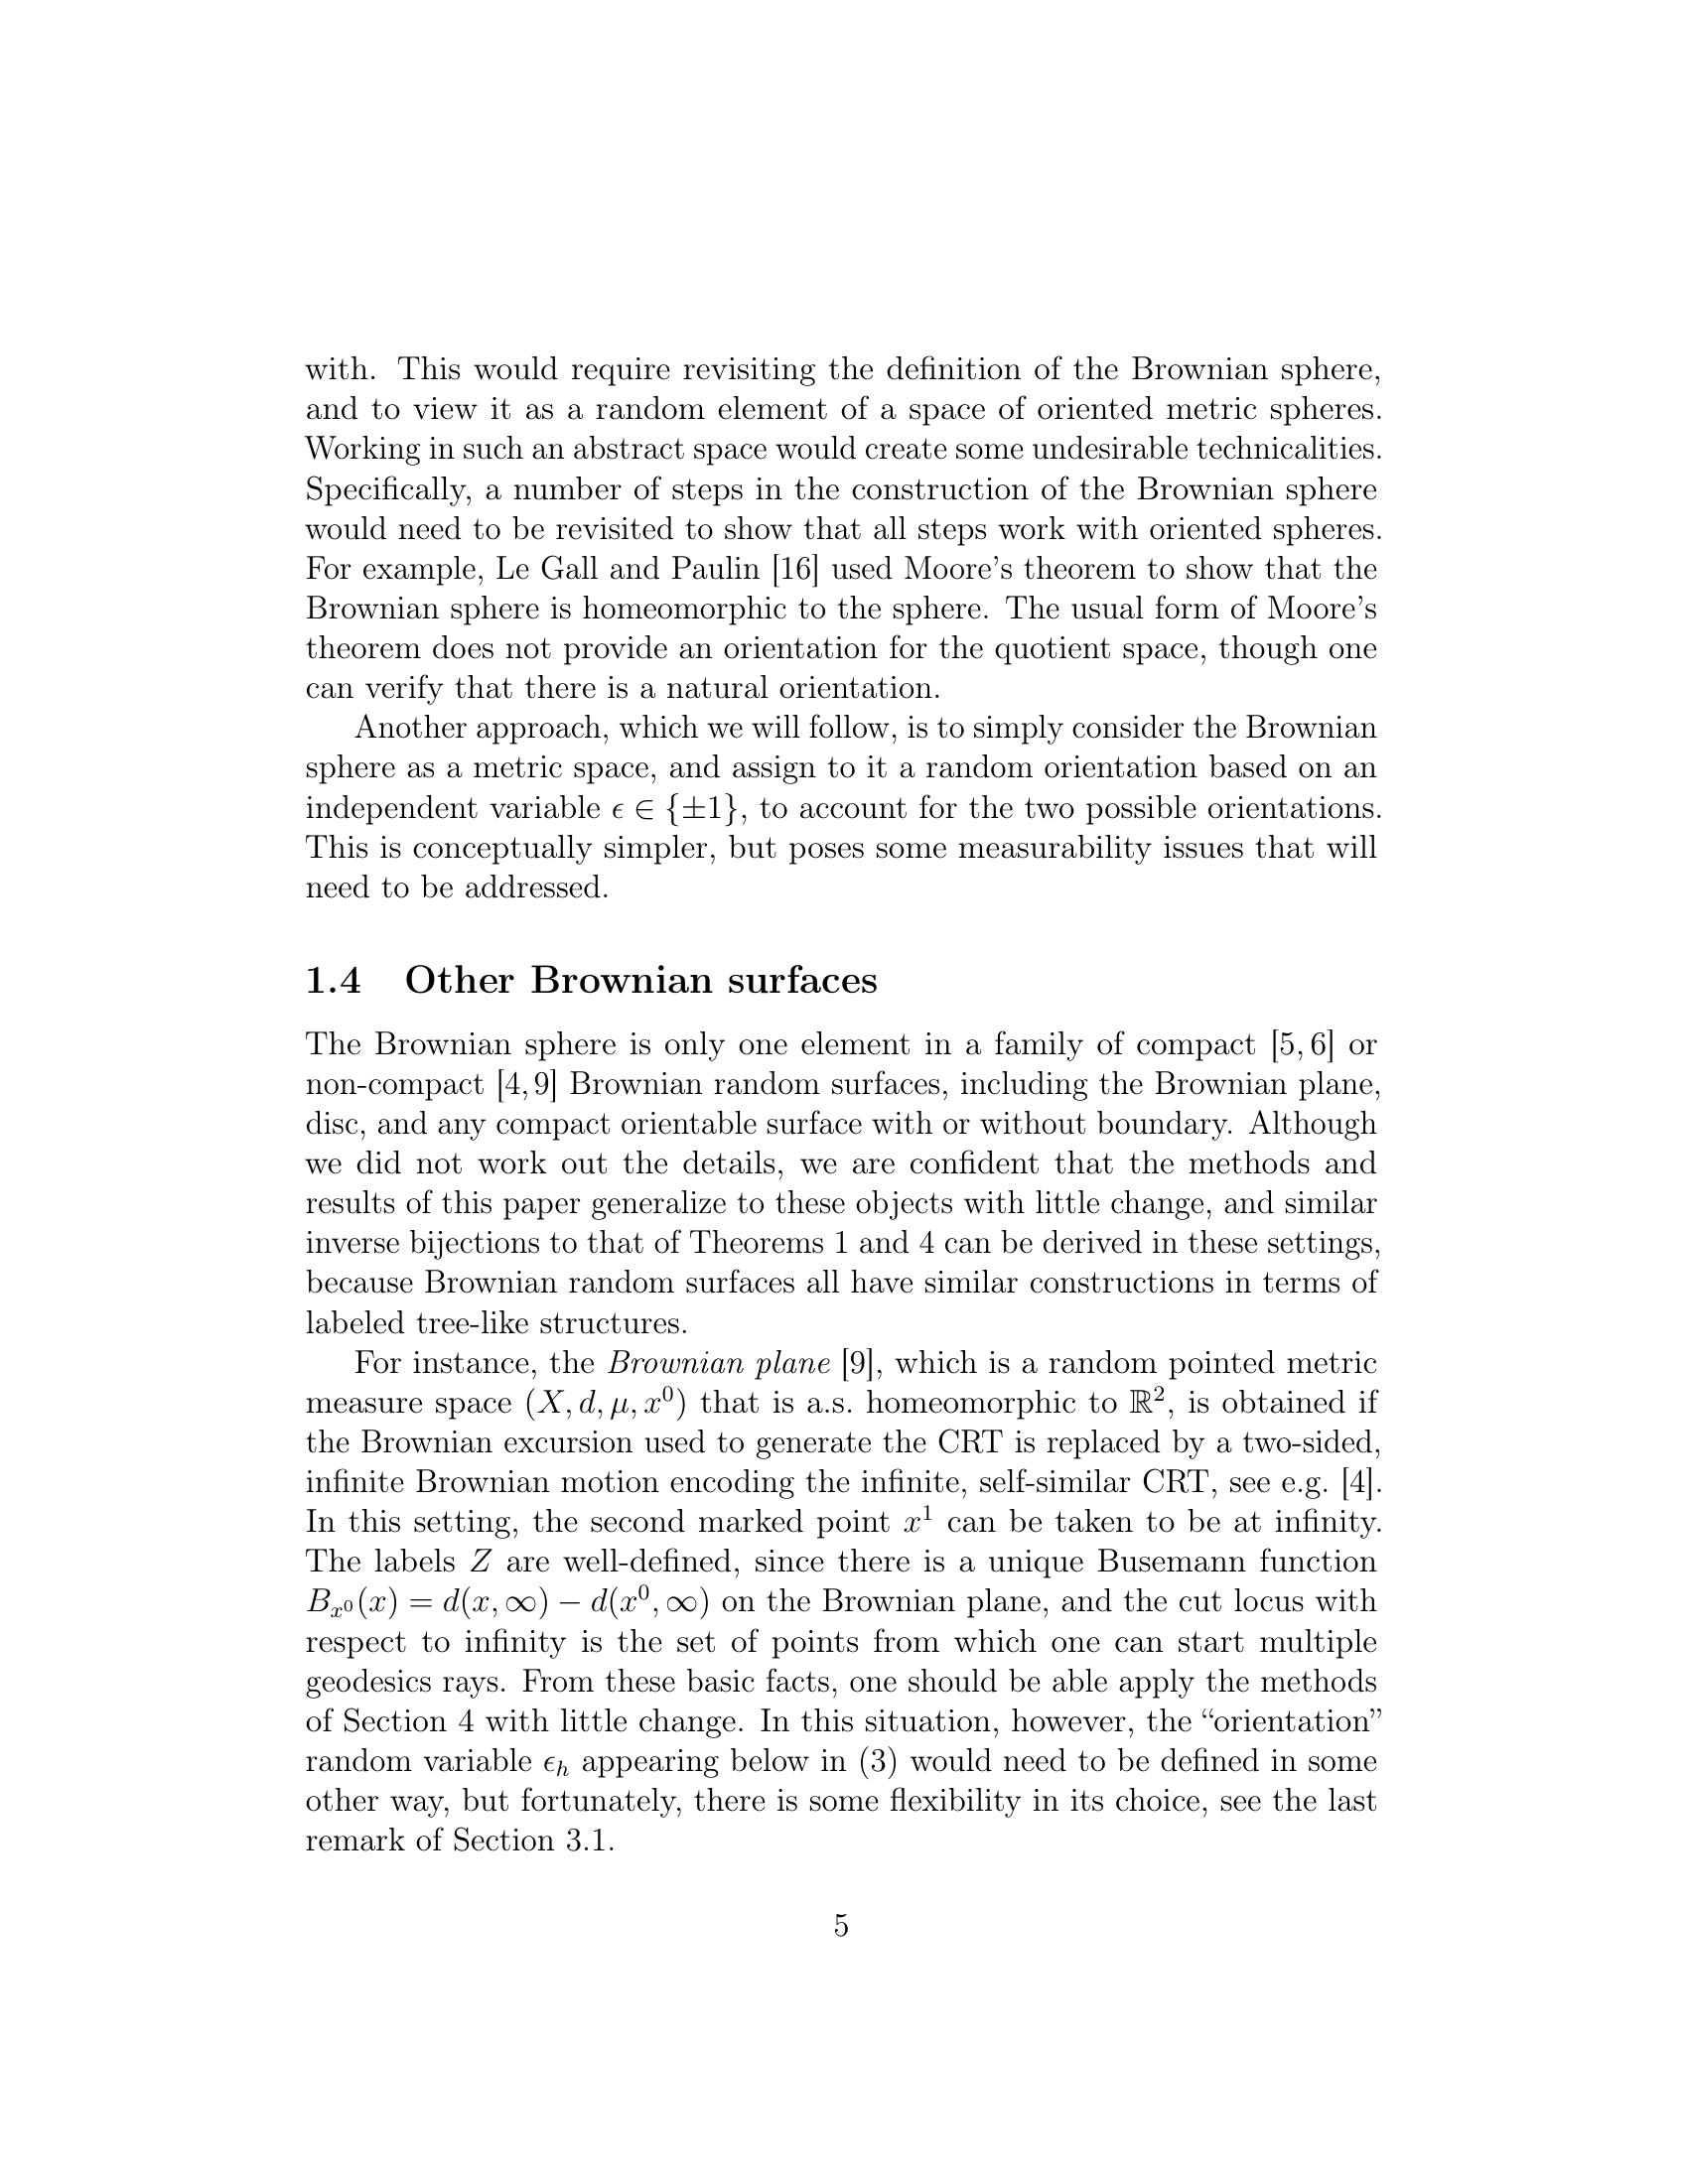 with. This would require revisiting the definition of the Brownian sphere,
and to view it as a random element of a space of oriented metric spheres.
Working in such an abstract space would create some undesirable technicalities.
Specifically, a number of steps in the construction of the Brownian sphere
would need to be revisited to show that all steps work with oriented spheres.
For example, Le Gall and Paulin [16] used Moore's theorem to show that the
Brownian sphere is homeomorphic to the sphere. The usual form of Moore's
theorem does not provide an orientation for the quotient space, though one
can verify that there is a natural orientation.
Another approach, which we will follow, is to simply consider the Brownian
sphere as a metric space, and assign to it a random orientation based on an
independent variable $\epsilon \in \{\pm 1\}$, to account for the two possible orientations.
This is conceptually simpler, but poses some measurability issues that will
need to be addressed.
1.4 Other Brownian surfaces
The Brownian sphere is only one element in a family of compact [5, 6] or
non-compact [4, 9] Brownian random surfaces, including the Brownian plane,
disc, and any compact orientable surface with or without boundary. Although
we did not work out the details, we are confident that the methods and
results of this paper generalize to these objects with little change, and similar
inverse bijections to that of Theorems 1 and 4 can be derived in these settings,
because Brownian random surfaces all have similar constructions in terms of
labeled tree-like structures.
For instance, the Brownian plane [9], which is a random pointed metric
measure space $(X, d, \mu, x^0)$ that is a.s. homeomorphic to $\mathbb{R}^2$, is obtained if
the Brownian excursion used to generate the CRT is replaced by a two-sided,
infinite Brownian motion encoding the infinite, self-similar CRT, see e.g. [4].
In this setting, the second marked point $x^1$ can be taken to be at infinity.
The labels $Z$ are well-defined, since there is a unique Busemann function
$B_{x^0}(x) = d(x, \infty) - d(x^0, \infty)$ on the Brownian plane, and the cut locus with
respect to infinity is the set of points from which one can start multiple
geodesics rays. From these basic facts, one should be able apply the methods
of Section 4 with little change. In this situation, however, the “orientation”
random variable $\epsilon_h$ appearing below in (3) would need to be defined in some
other way, but fortunately, there is some flexibility in its choice, see the last
remark of Section 3.1.
5